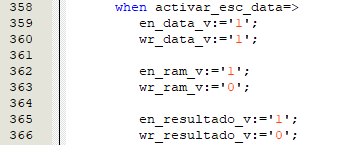 358 when activar_esc_data=>
359 en_data_v:='1';
360 wr_data_v:='1';
361
362 en_ram_v:='1';
363 wr_ram_v:='0';
364
365 en_resultado_v:='1';
366 wr_resultado_v:='0';